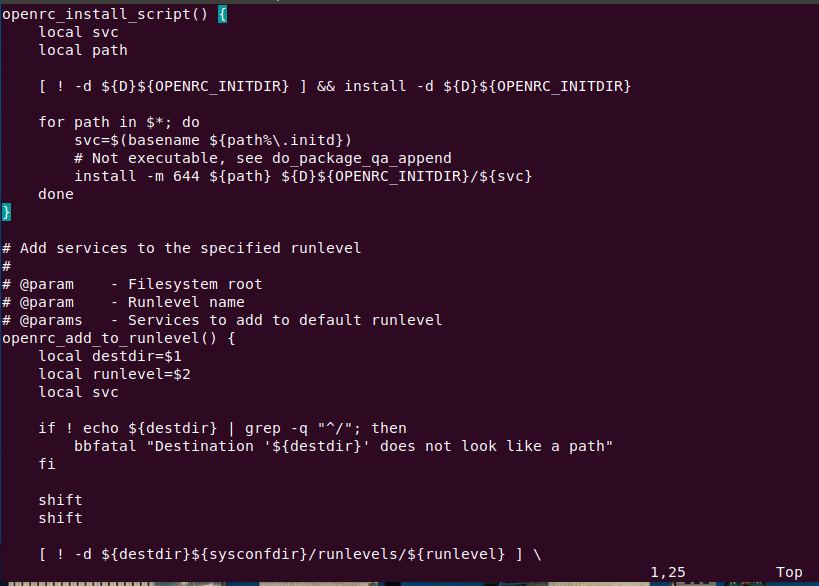 openrc_install_script() {
    local svc
    local path

    [ ! -d ${D}${OPENRC_INITDIR} ] && install -d ${D}${OPENRC_INITDIR}

    for path in $*; do
        svc=$(basename ${path%\.initd})
        # Not executable, see do_package_qa_append
        install -m 644 ${path} ${D}${OPENRC_INITDIR}/${svc}
    done
}

# Add services to the specified runlevel
#
# @param    - Filesystem root
# @param    - Runlevel name
# @params   - Services to add to default runlevel
openrc_add_to_runlevel() {
    local destdir=$1
    local runlevel=$2
    local svc

    if ! echo ${destdir} | grep -q "^/"; then
        bbfatal "Destination '${destdir}' does not look like a path"
    fi

    shift
    shift

    [ ! -d ${destdir}${sysconfdir}/runlevels/${runlevel} ] \
1,25 Top